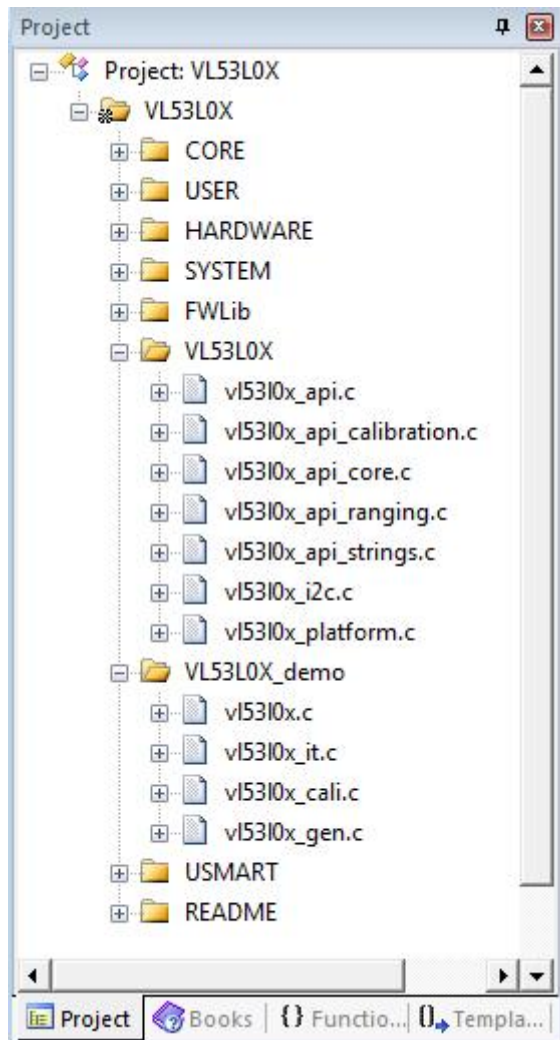 Project
Project: VL53L0X
VL53L0X
CORE
USER
HARDWARE
SYSTEM
FWLib
VL53L0X
vl53l0x_api.c
vl53l0x_api_calibration.c
vl53l0x_api_core.c
vl53l0x_api_ranging.c
vl53l0x_api_strings.c
vl53l0x_i2c.c
vl53l0x_platform.c
VL53L0X_demo
vl53l0x.c
vl53l0x_it.c
vl53l0x_cali.c
vl53l0x_gen.c
USMART
README
Project Books {} Functio... Templa...